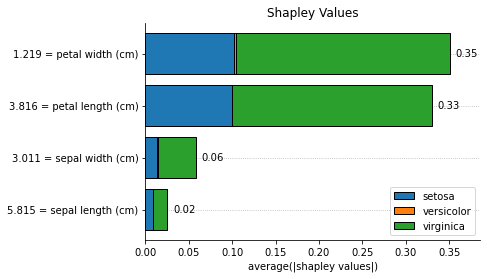 Shapley Values
1.219 = petal width (cm)
0.35
3.816 = petal length (cm)
0.33
3.011 = sepal width (cm)
0.06
5.815 = sepal length (cm)
0.02
setosa
versicolor
virginica
0.00 0.05 0.10 0.15 0.20 0.25 0.30 0.35
average(|shapley values|)